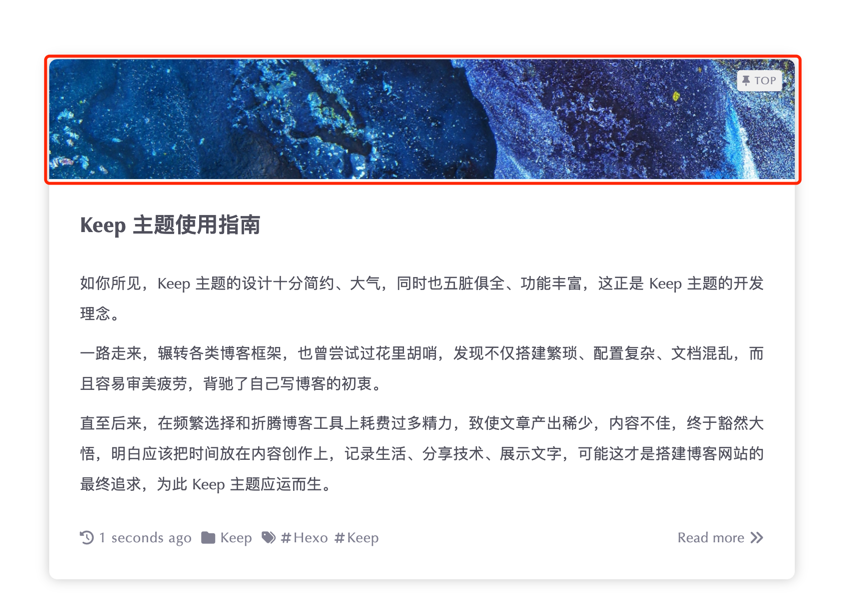 TOP
Keep 主题使用指南
如你所见，Keep 主题的设计十分简约、大气，同时也五脏俱全、功能丰富，这正是 Keep 主题的开发
理念。
一路走来，辗转各类博客框架，也曾尝试过花里胡哨，发现不仅搭建繁琐、配置复杂、文档混乱，而
且容易审美疲劳，背驰了自己写博客的初衷。
直至后来，在频繁选择和折腾博客工具上耗费过多精力，致使文章产出稀少，内容不佳，终于豁然大
悟，明白应该把时间放在内容创作上，记录生活、分享技术、展示文字，可能这才是搭建博客网站的
最终追求，为此 Keep 主题应运而生。
1 seconds ago Keep #Hexo #Keep Read more